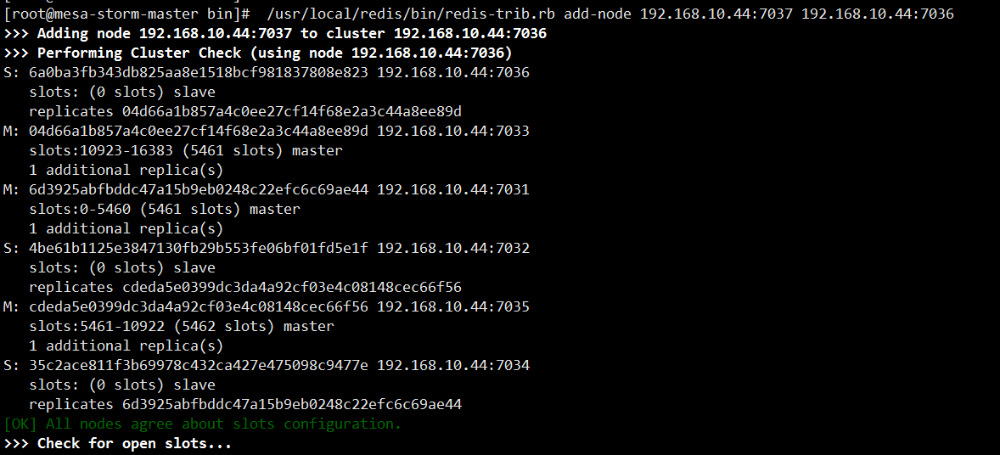 [root@mesa-storm-master bin]#  /usr/local/redis/bin/redis-trib.rb add-node 192.168.10.44:7037 192.168.10.44:7036
>>> Adding node 192.168.10.44:7037 to cluster 192.168.10.44:7036
>>> Performing Cluster Check (using node 192.168.10.44:7036)
S: 6a0ba3fb343db825aa8e1518bcf981837808e823 192.168.10.44:7036
   slots: (0 slots) slave
   replicates 04d66a1b857a4c0ee27cf14f68e2a3c44a8ee89d
M: 04d66a1b857a4c0ee27cf14f68e2a3c44a8ee89d 192.168.10.44:7033
   slots:10923-16383 (5461 slots) master
   1 additional replica(s)
M: 6d3925abfbddc47a15b9eb0248c22efc6c69ae44 192.168.10.44:7031
   slots:0-5460 (5461 slots) master
   1 additional replica(s)
S: 4be61b1125e3847130fb29b553fe06bf01fd5e1f 192.168.10.44:7032
   slots: (0 slots) slave
   replicates cdeda5e0399dc3da4a92cf03e4c08148cec66f56
M: cdeda5e0399dc3da4a92cf03e4c08148cec66f56 192.168.10.44:7035
   slots:5461-10922 (5462 slots) master
   1 additional replica(s)
S: 35c2ace811f3b69978c432ca427e475098c9477e 192.168.10.44:7034
   slots: (0 slots) slave
   replicates 6d3925abfbddc47a15b9eb0248c22efc6c69ae44
[OK] All nodes agree about slots configuration.
>>> Check for open slots...